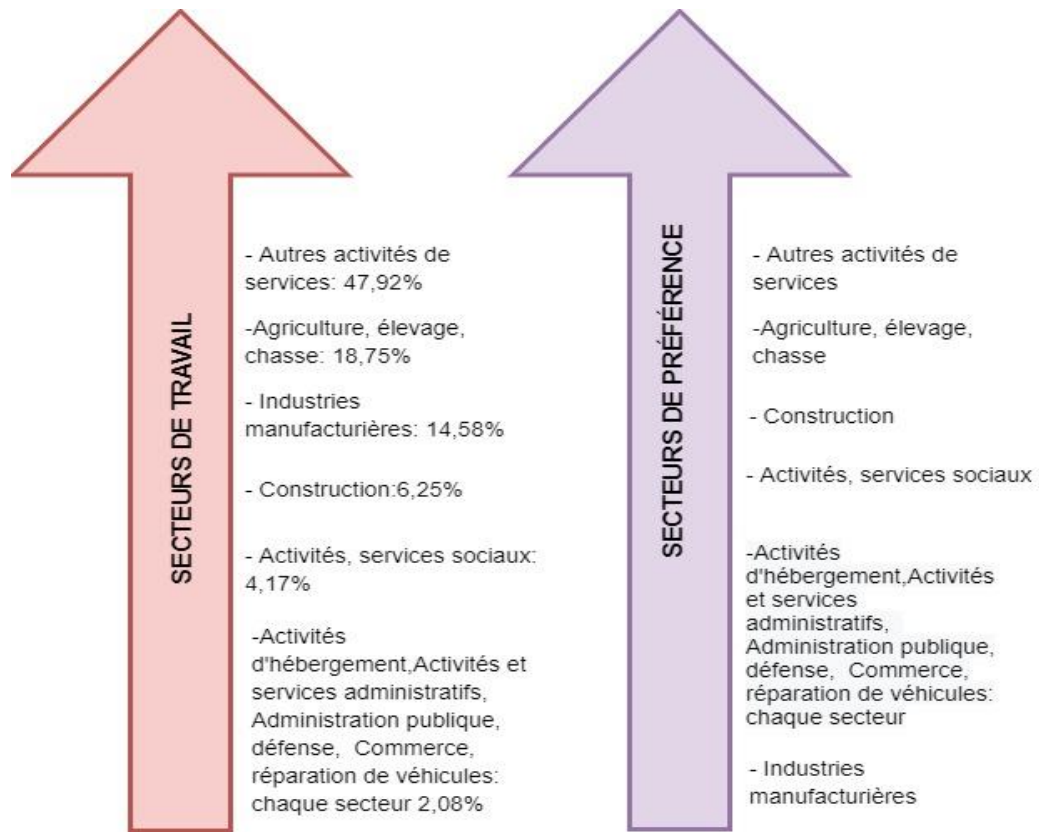 SECTEURS DE TRAVAIL
- Autres activités de
services: 47,92%
-Agriculture, élevage,
chasse: 18,75%
- Industries
manufacturières: 14,58%
- Construction:6,25%
- Activités, services sociaux:
4,17%
-Activités
d'hébergement,Activités et
services administratifs,
Administration publique,
défense, Commerce,
réparation de véhicules:
chaque secteur 2,08%
SECTEURS DE PRÉFÉRENCE
- Autres activités de
services
-Agriculture, élevage,
chasse
- Construction
- Activités, services sociaux
-Activités
d'hébergement,Activités
et services
administratifs,
Administration publique,
défense, Commerce,
réparation de véhicules:
chaque secteur
- Industries
manufacturières